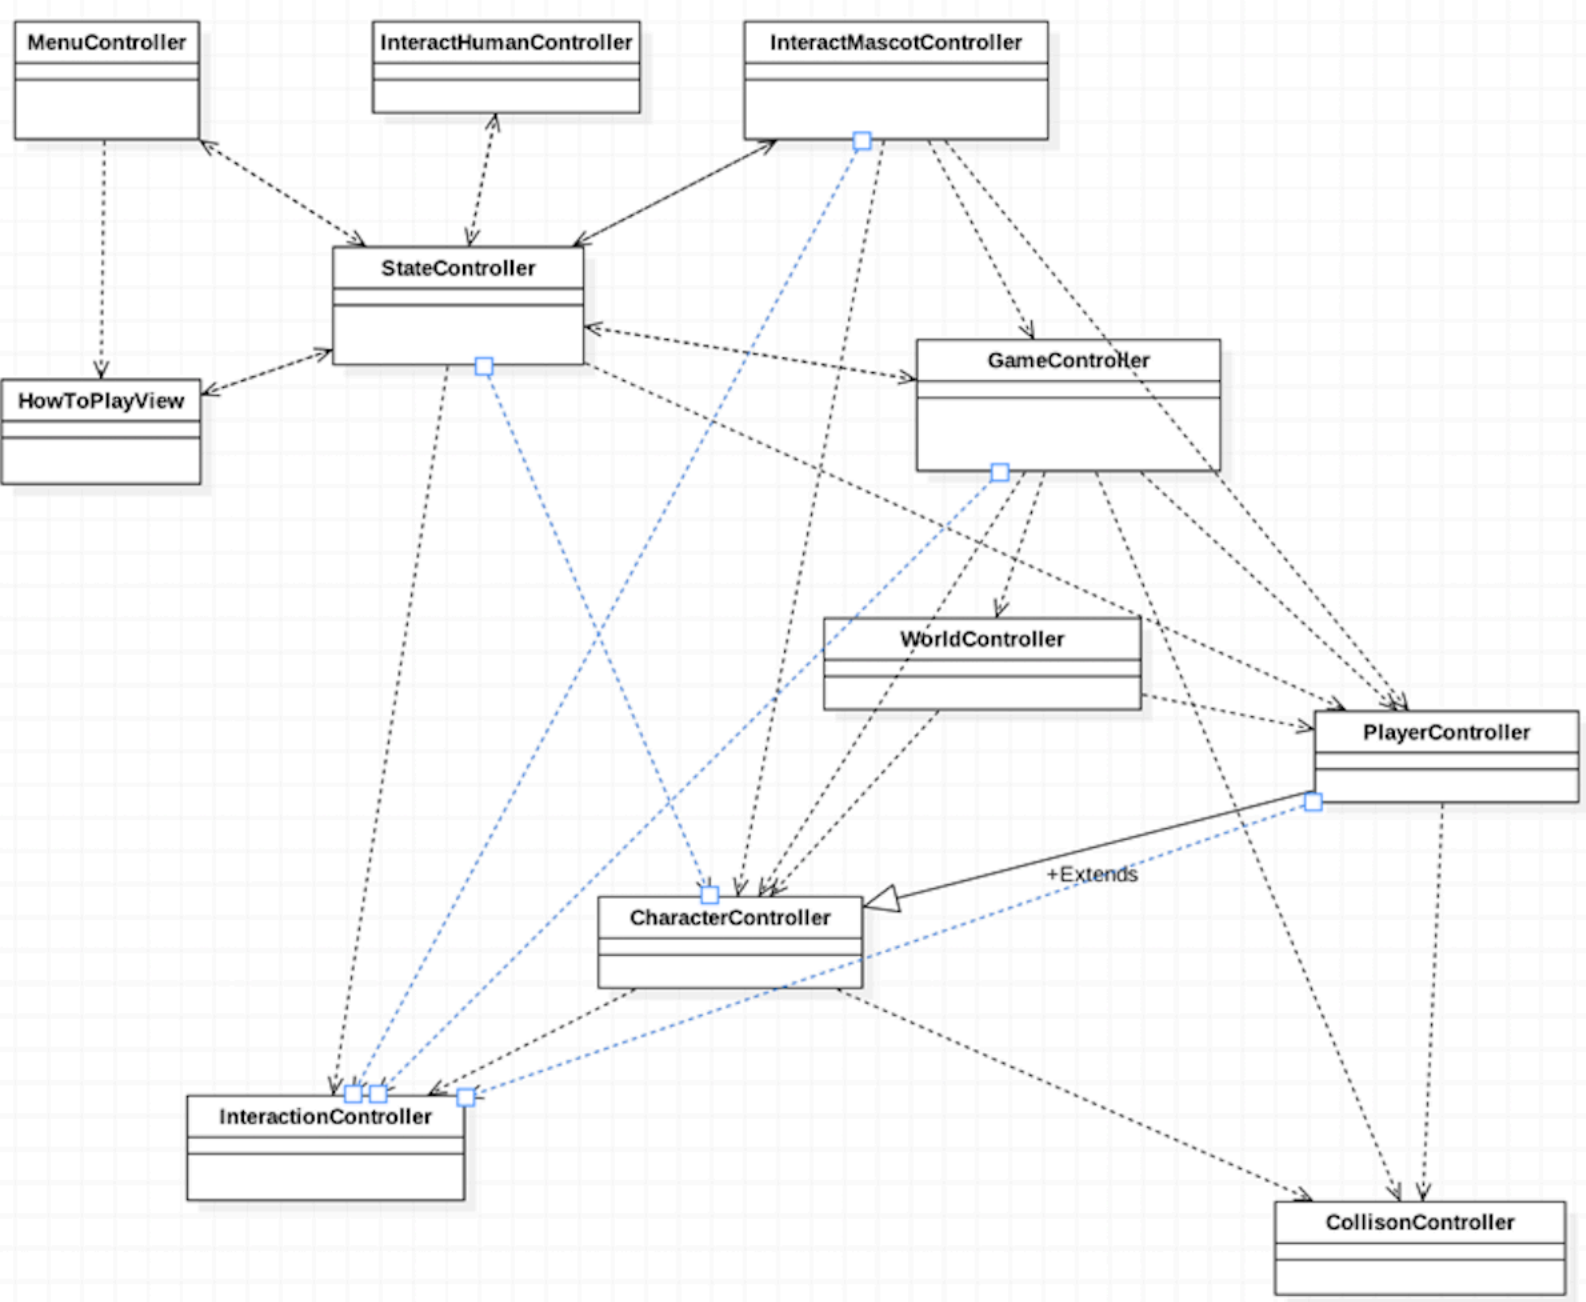 MenuController
InteractHumanController
InteractMascotController
StateController
GameController
HowToPlayView
WorldController
PlayerController
+Extends
CharacterController
InteractionController
CollisonController